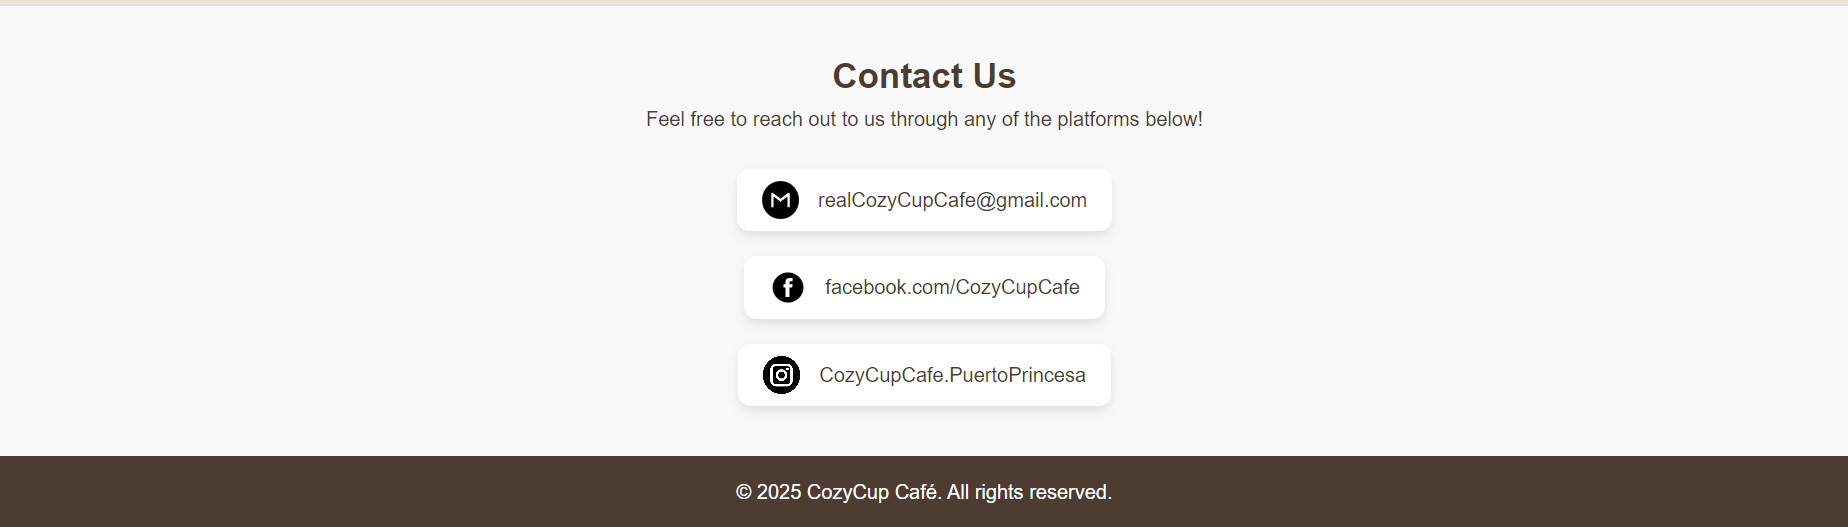 Contact Us
Feel free to reach out to us through any of the platforms below!
realCozyCupCafe@gmail.com
facebook.com/CozyCupCafe
CozyCupCafe.PuertoPrincesa
© 2025 CozyCup Café. All rights reserved.